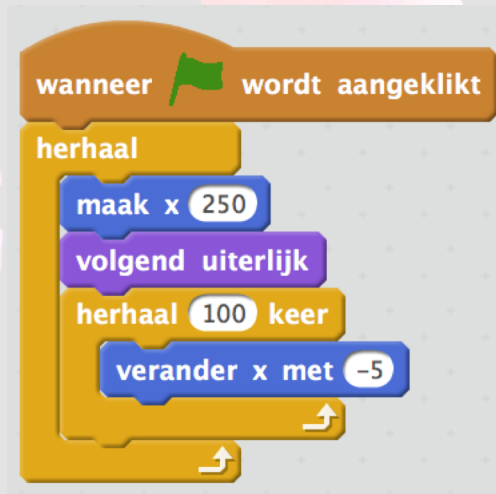 wanneer wordt aangeklikt
herhaal
maak x 250
volgend uiterlijk
herhaal 100 keer
verander x met -5